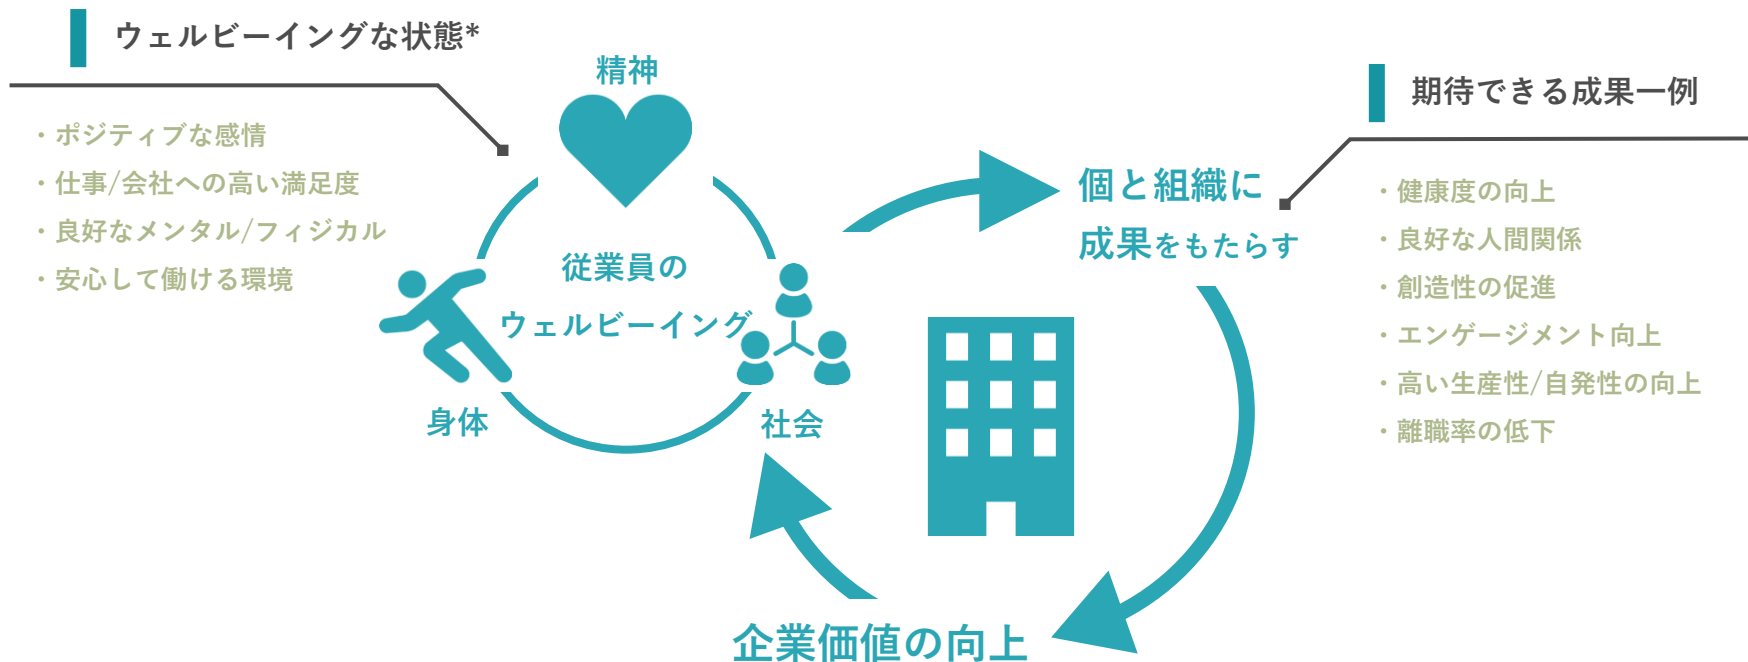 ウェルビーイングな状態*
・ポジティブな感情
・仕事/会社への高い満足度
・良好なメンタル/フィジカル
・安心して働ける環境
精神
従業員の
ウェルビーイング
身体
社会
個と組織に
成果をもたらす
企業価値の向上
期待できる成果一例
・健康度の向上
・良好な人間関係
・創造性の促進
・エンゲージメント向上
・高い生産性/自発性の向上
・離職率の低下